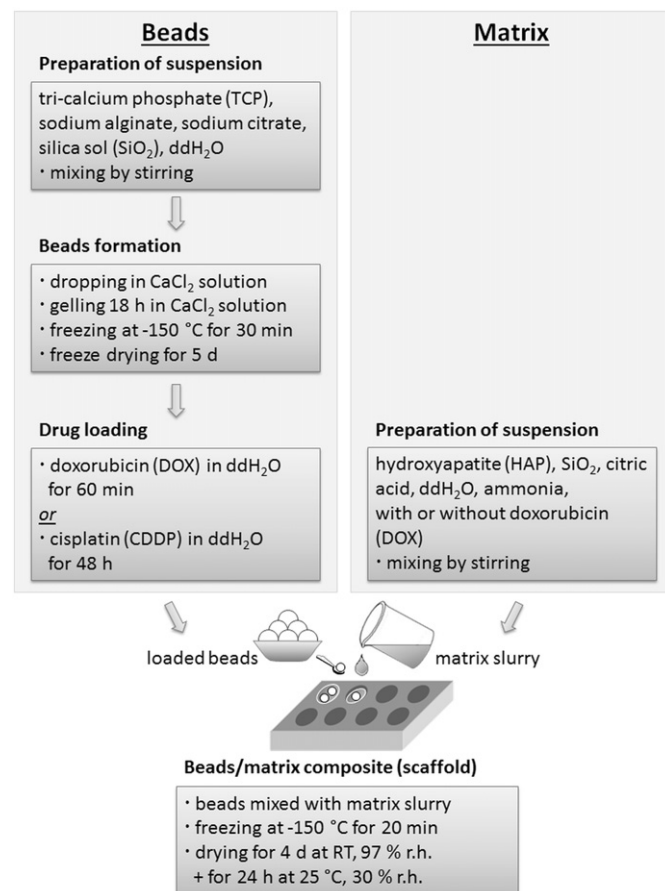 Beads
Preparation of suspension
tri-calcium phosphate (TCP),
sodium alginate, sodium citrate,
silica sol (SiO₂), ddH₂O
· mixing by stirring
Beads formation
· dropping in CaCl₂ solution
· gelling 18 h in CaCl₂ solution
· freezing at -150 °C for 30 min
· freeze drying for 5 d
Drug loading
· doxorubicin (DOX) in ddH₂O
for 60 min
or
· cisplatin (CDDP) in ddH₂O
for 48 h
Matrix
Preparation of suspension
hydroxyapatite (HAP), SiO₂, citric
acid, ddH₂O, ammonia,
with or without doxorubicin
(DOX)
· mixing by stirring
loaded beads
matrix slurry
Beads/matrix composite (scaffold)
· beads mixed with matrix slurry
· freezing at -150 °C for 20 min
· drying for 4 d at RT, 97 % r.h.
+ for 24 h at 25 °C, 30 % r.h.